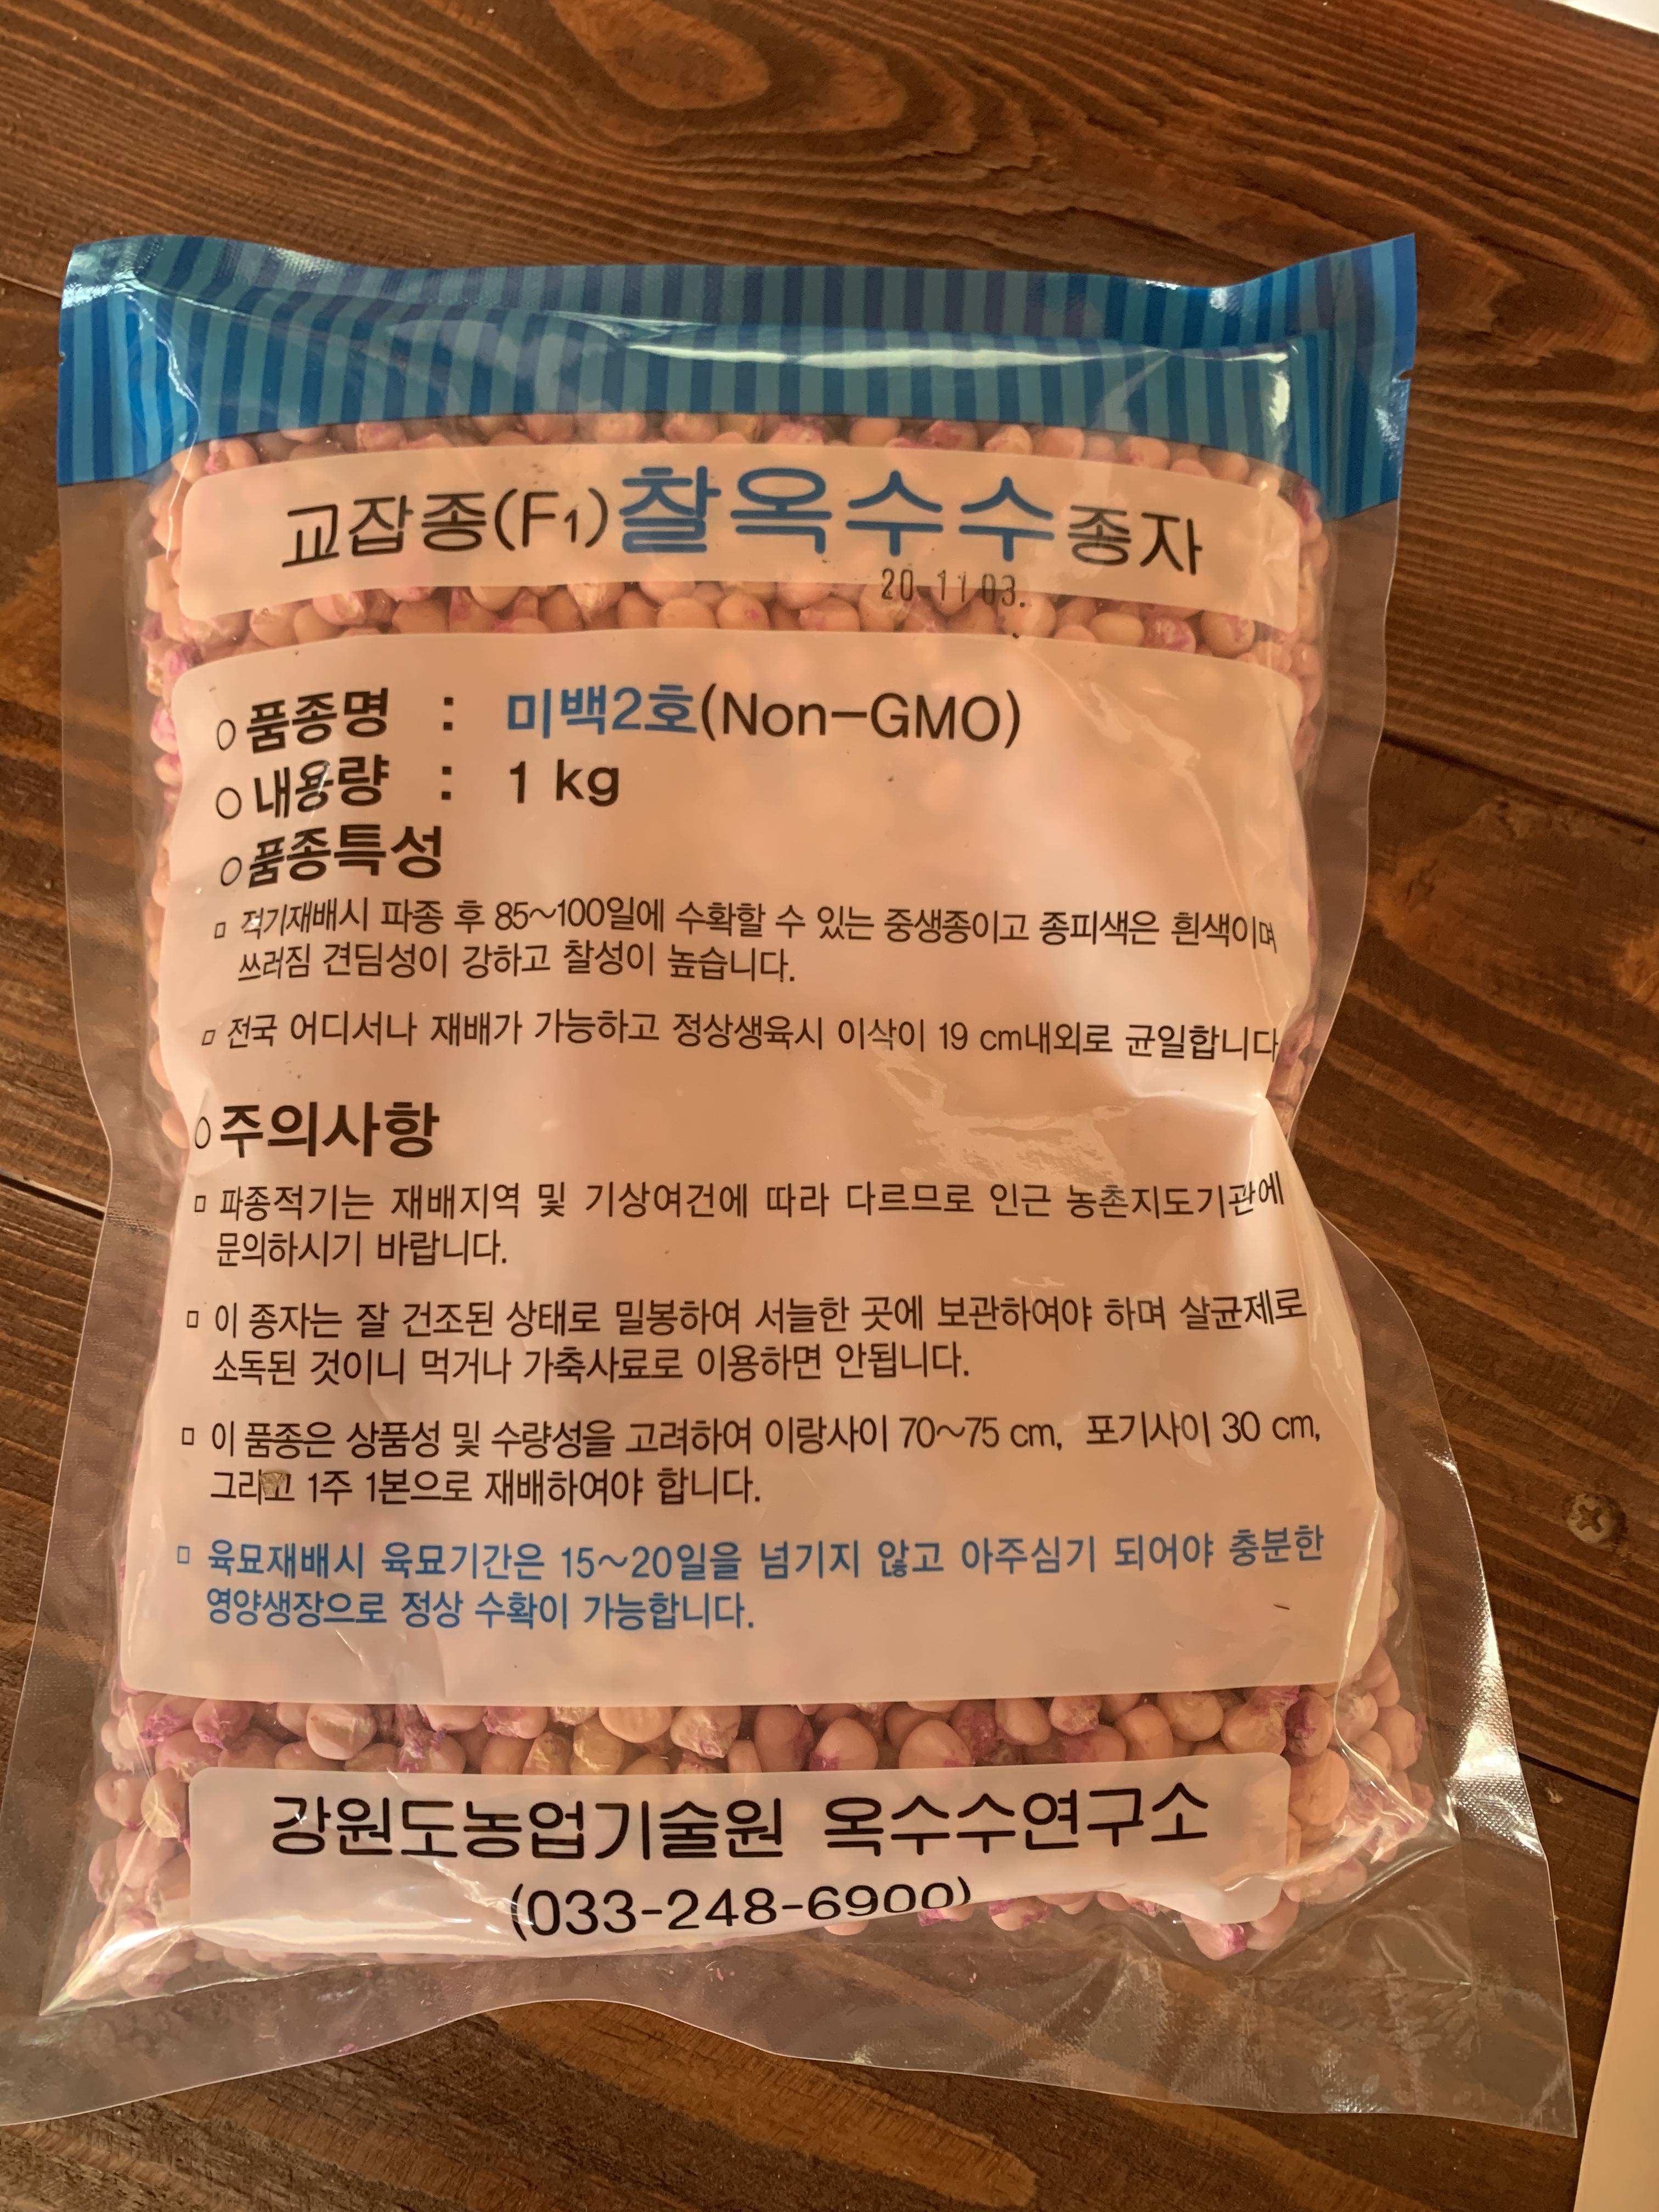 교잡종(F1)찰옥수수종자
20 11 03.
○품종명 : 미백2호(Non-GMO)
○내용량 : 1 kg
○품종특성
▫ 적기재배시 파종 후 85~100일에 수확할 수 있는 중생종이고 종피색은 흰색이며
쓰러짐 견딤성이 강하고 찰성이 높습니다.
▫ 전국 어디서나 재배가 가능하고 정상생육시 이삭이 19 cm내외로 균일합니다
○주의사항
▫ 파종적기는 재배지역 및 기상여건에 따라 다르므로 인근 농촌지도기관에
문의하시기 바랍니다.
▫ 이 종자는 잘 건조된 상태로 밀봉하여 서늘한 곳에 보관하여야 하며 살균제로
소독된 것이니 먹거나 가축사료로 이용하면 안됩니다.
▫ 이 품종은 상품성 및 수량성을 고려하여 이랑사이 70~75 cm, 포기사이 30 cm,
그리고 1주 1본으로 재배하여야 합니다.
▫ 육묘재배시 육묘기간은 15~20일을 넘기지 않고 아주심기 되어야 충분한
영양생장으로 정상 수확이 가능합니다.
강원도농업기술원 옥수수연구소
(033-248-6900)